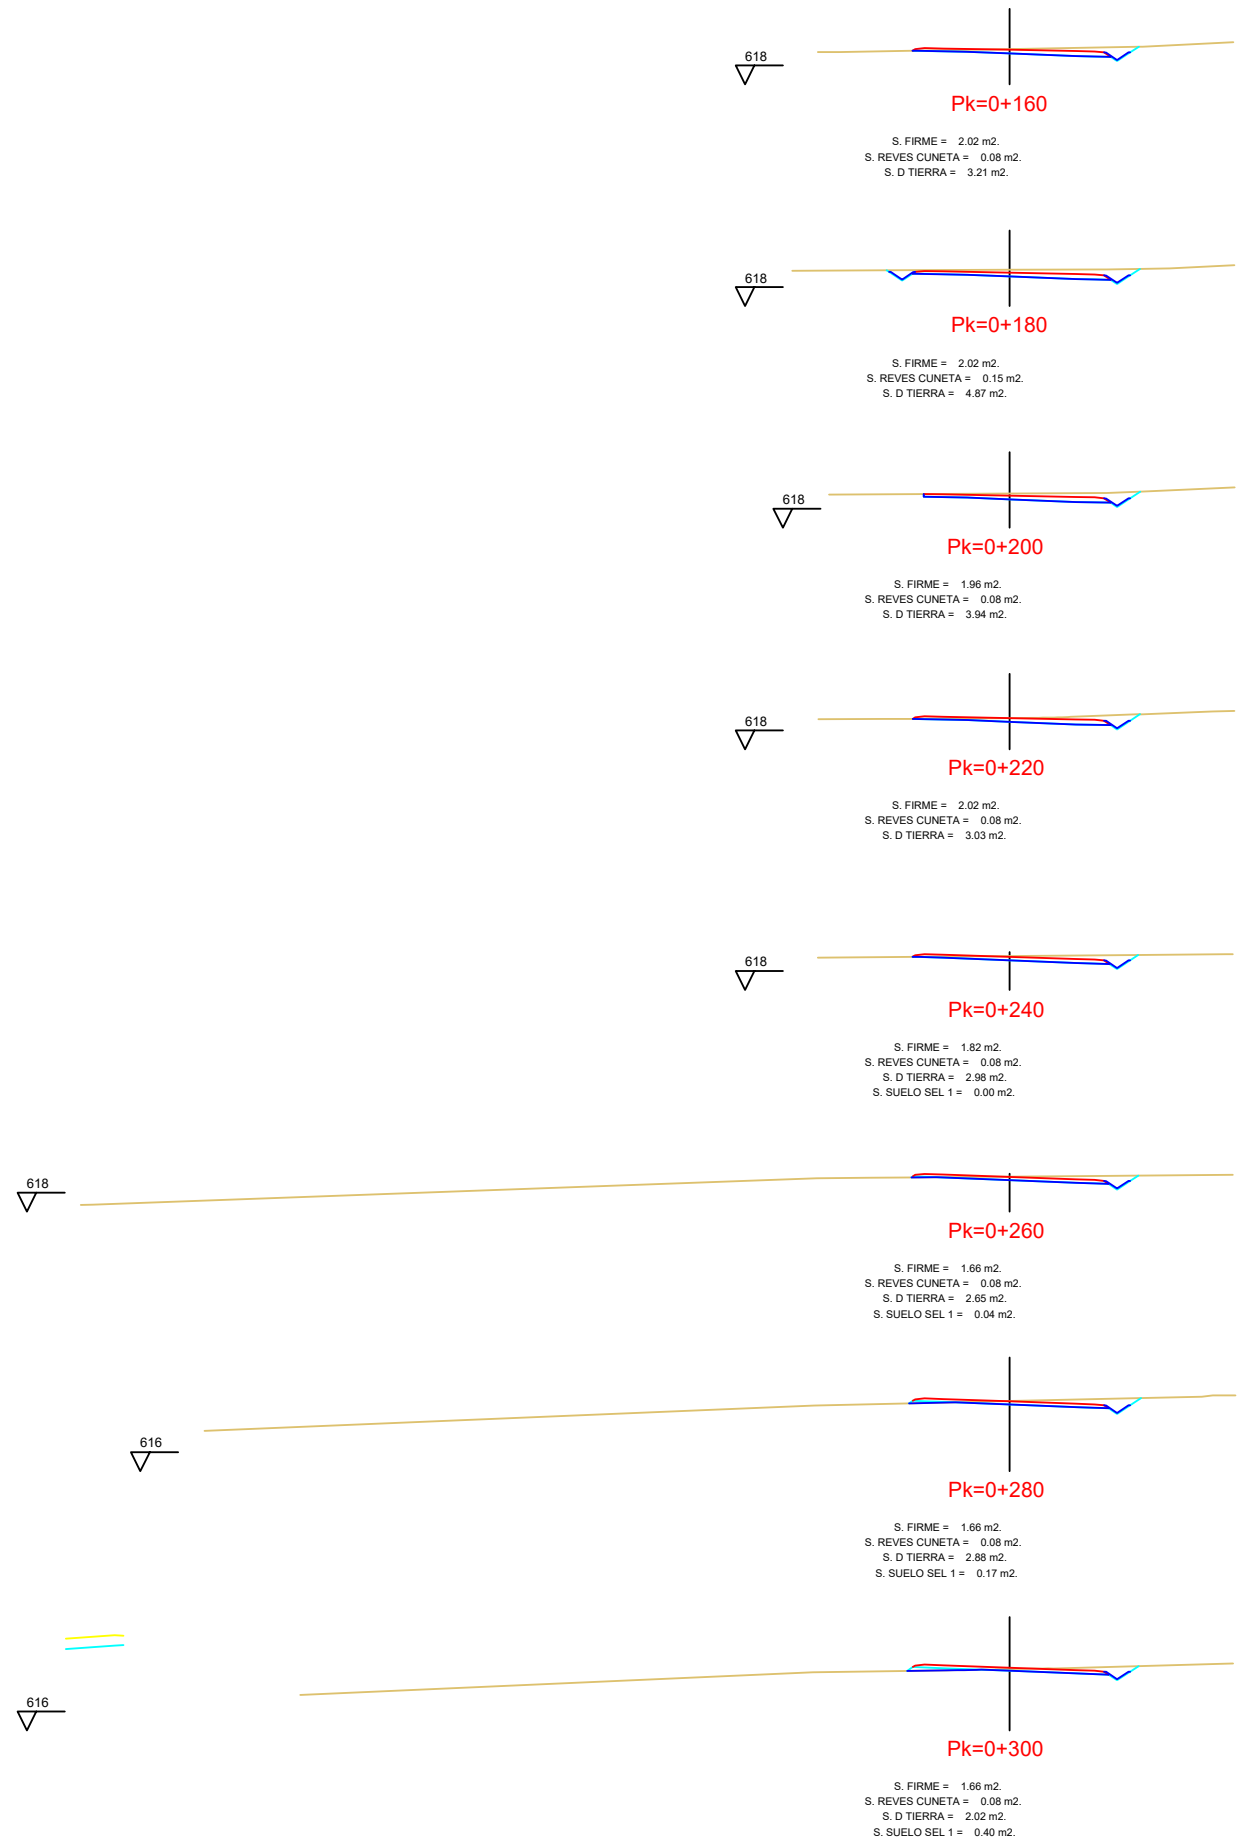 618
Pk=0+160
S. FIRME = 2.02 m2.
S. REVES CUNETA = 0.08 m2.
S. D TIERRA = 3.21 m2.
618
Pk=0+180
S. FIRME = 2.02 m2.
S. REVES CUNETA = 0.15 m2.
S. D TIERRA = 4.87 m2.
618
Pk=0+200
S. FIRME = 1.96 m2.
S. REVES CUNETA = 0.08 m2.
S. D TIERRA = 3.94 m2.
618
Pk=0+220
S. FIRME = 2.02 m2.
S. REVES CUNETA = 0.08 m2.
S. D TIERRA = 3.03 m2.
618
Pk=0+240
S. FIRME = 1.82 m2.
S. REVES CUNETA = 0.08 m2.
S. D TIERRA = 2.98 m2.
S. SUELO SEL 1 = 0.00 m2.
618
Pk=0+260
S. FIRME = 1.66 m2.
S. REVES CUNETA = 0.08 m2.
S. D TIERRA = 2.65 m2.
S. SUELO SEL 1 = 0.04 m2.
616
Pk=0+280
S. FIRME = 1.66 m2.
S. REVES CUNETA = 0.08 m2.
S. D TIERRA = 2.88 m2.
S. SUELO SEL 1 = 0.17 m2.
616
Pk=0+300
S. FIRME = 1.66 m2.
S. REVES CUNETA = 0.08 m2.
S. D TIERRA = 2.02 m2.
S. SUELO SEL 1 = 0.40 m2.